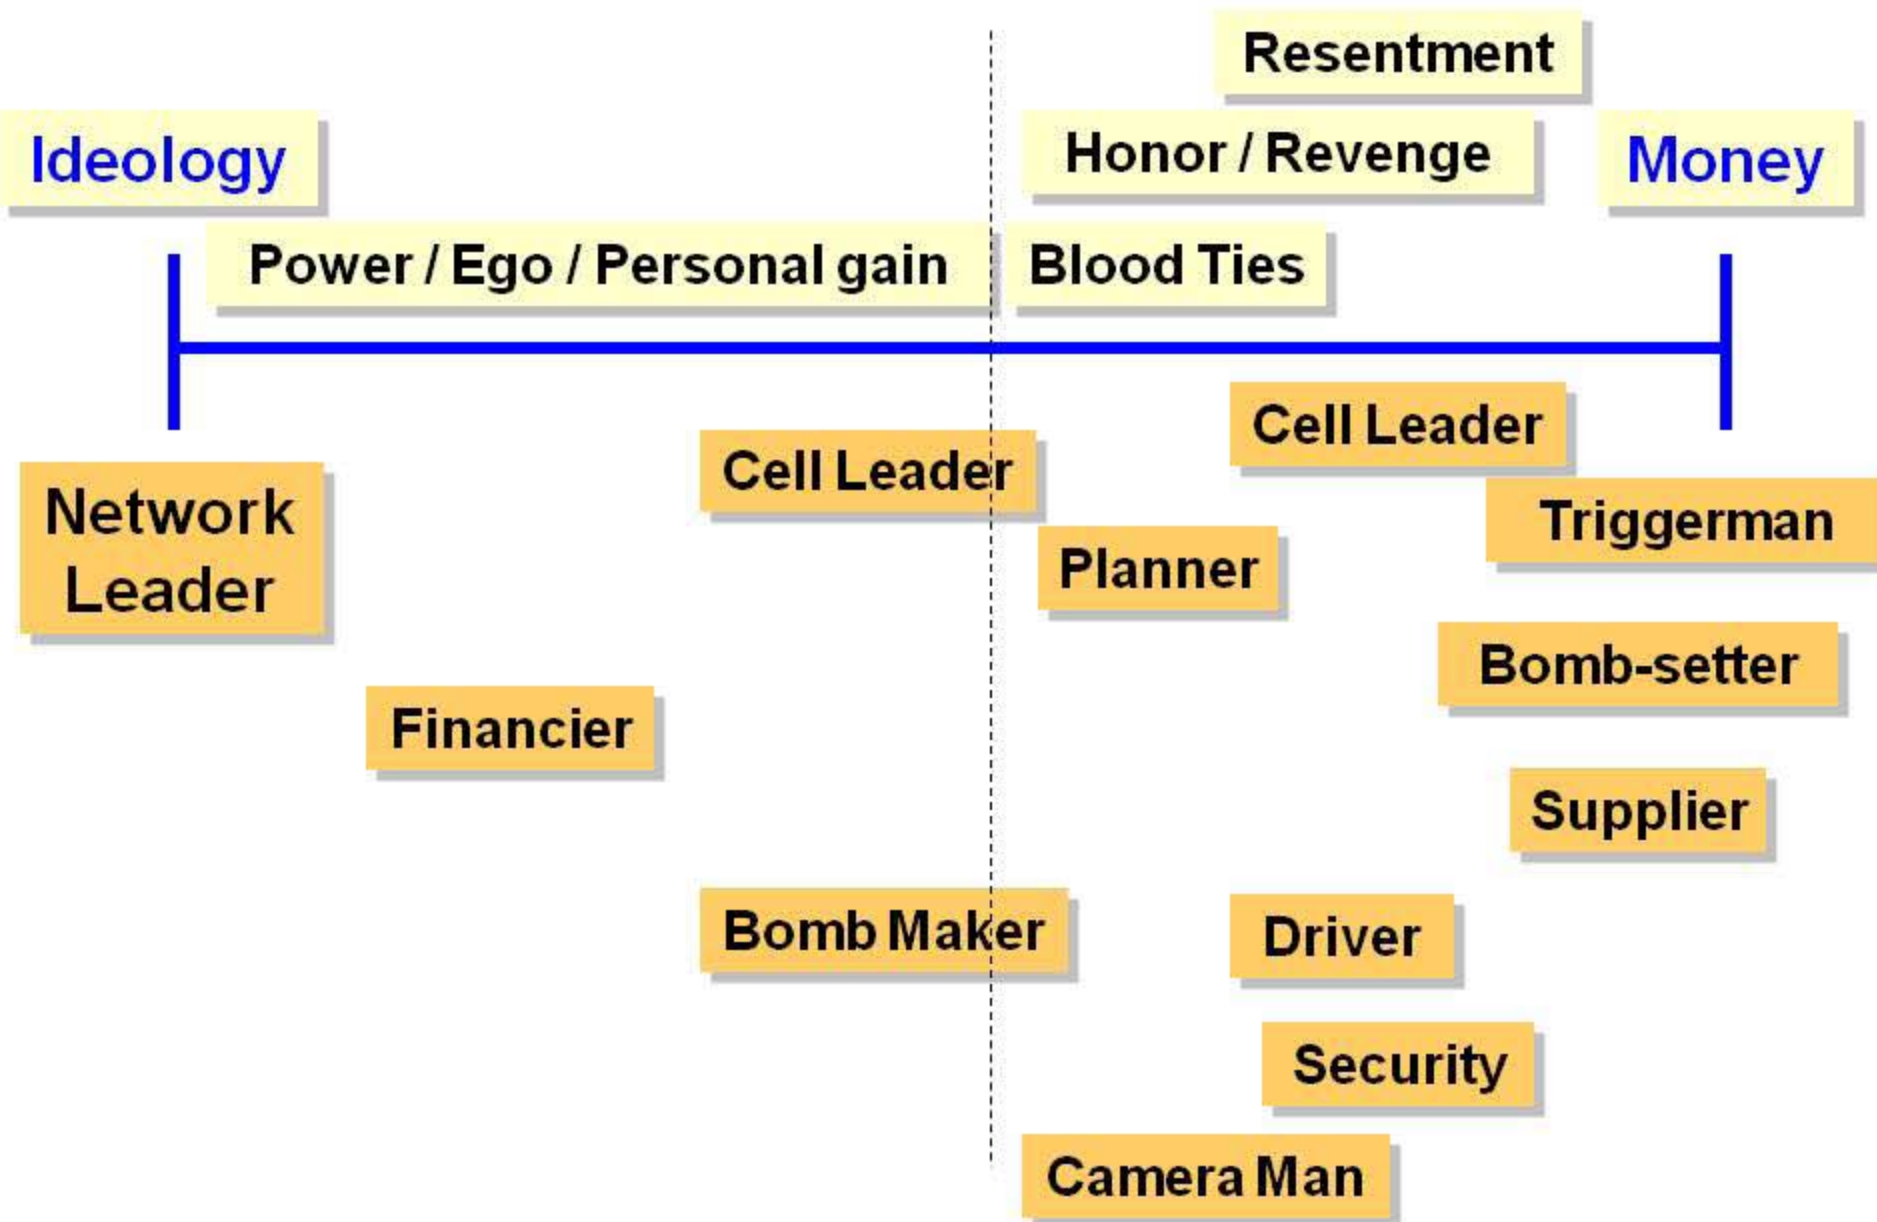 Resentment
Honor / Revenge
Ideology
Money
Power / Ego / Personal gain
Blood Ties
Cell Leader
Cell Leader
Network
Leader
Triggerman
Planner
Bomb-setter
Financier
Supplier
Bomb Maker
Driver
Security
Camera Man